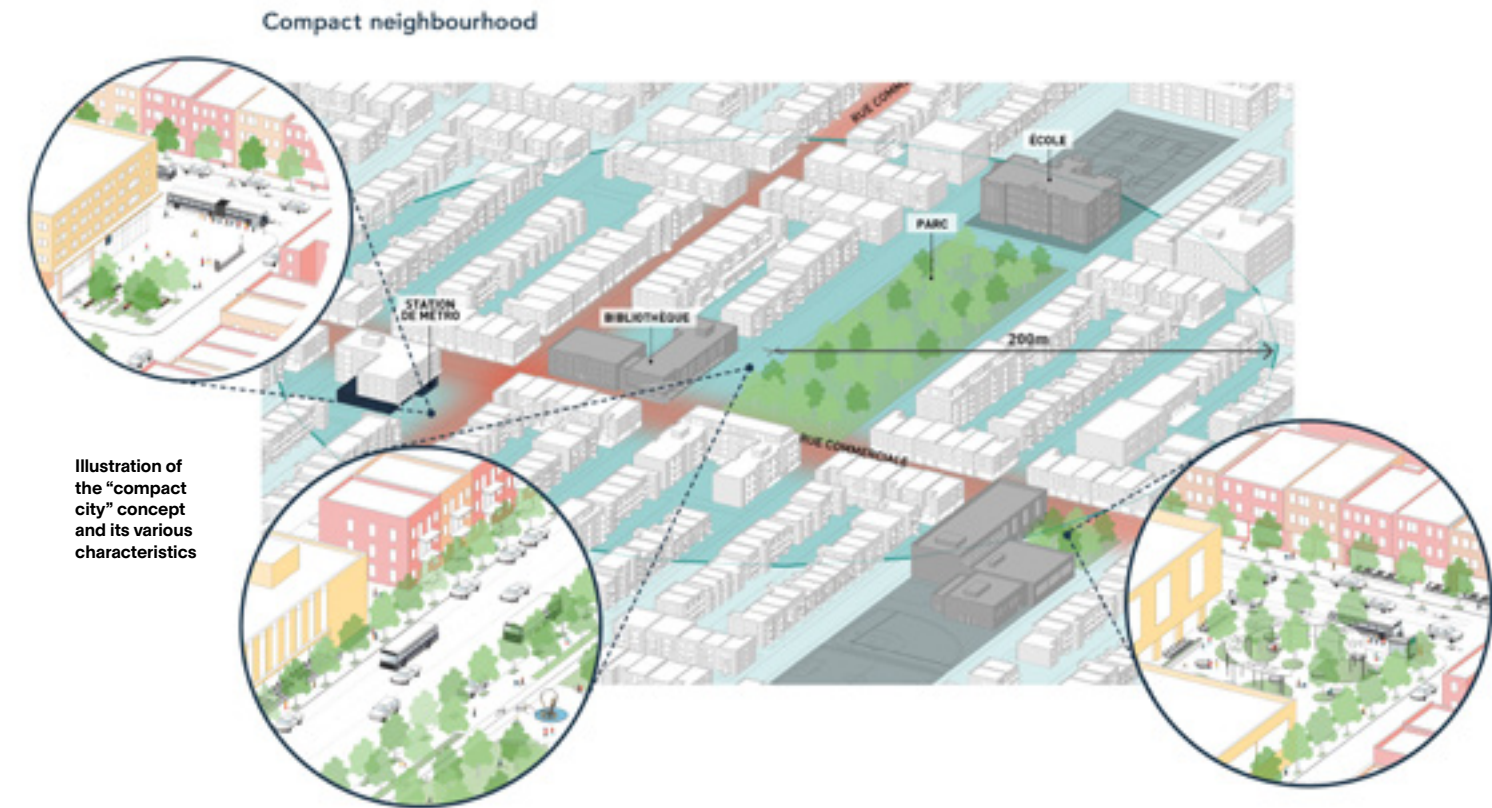 Compact neighbourhood
RUE COMM
ÉCOLE
PARC
STATION
DE MÉTRO
BIBLIOTHÈQUE
200m
RUE COMMERCIALE
Illustration of
the “compact
city” concept
and its various
characteristics